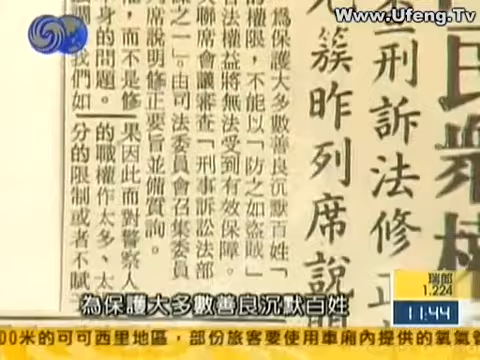 Www.Ufeng.Tv
民眾權
刑訴法修正
簇昨列席說
為保護大多數善良沉默百姓「
的權限，不能以「防之如盜賊」
合法權益將無法受到有效保障。
聯席會議審查「刑事訴訟法部
之一」。由司法委員會召集委員
席說明修正要旨並備質詢。
，而不是修
身的問題。
我們如
果因此而對警察人
的職權作太多、太
分的限制或者不賦
為保護大多數善良沉默百姓
瑞郎
1.224
11:44
00米的可可西里地區，部份旅客要使用車廂內提供的氧氣